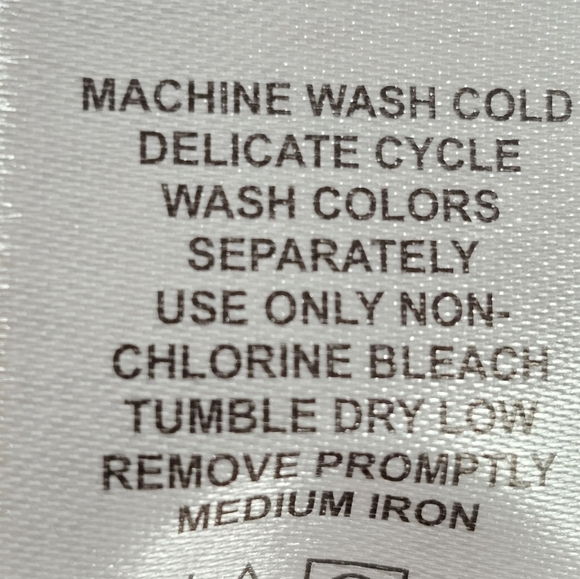 MACHINE WASH COLD
DELICATE CYCLE
WASH COLORS
SEPARATELY
USE ONLY NON-
CHLORINE BLEACH
TUMBLE DRY LOW
REMOVE PROMPTLY
MEDIUM IRON